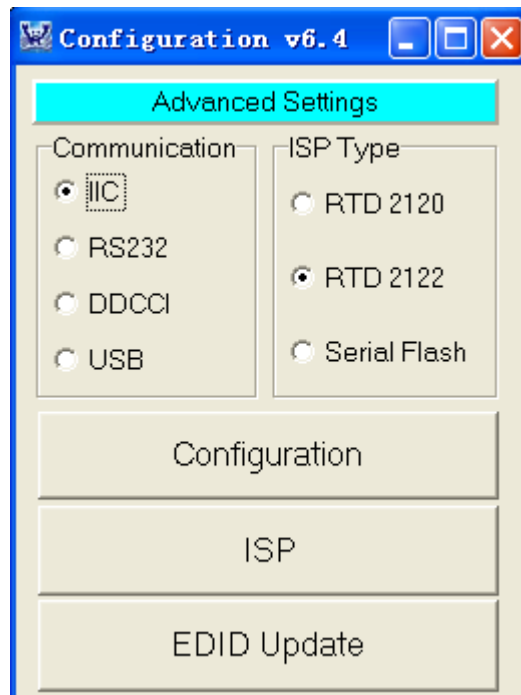 Configuration v6.4
Advanced Settings
Communication
IIC
RS232
DDCCI
USB
ISP Type
RTD 2120
RTD 2122
Serial Flash
Configuration
ISP
EDID Update